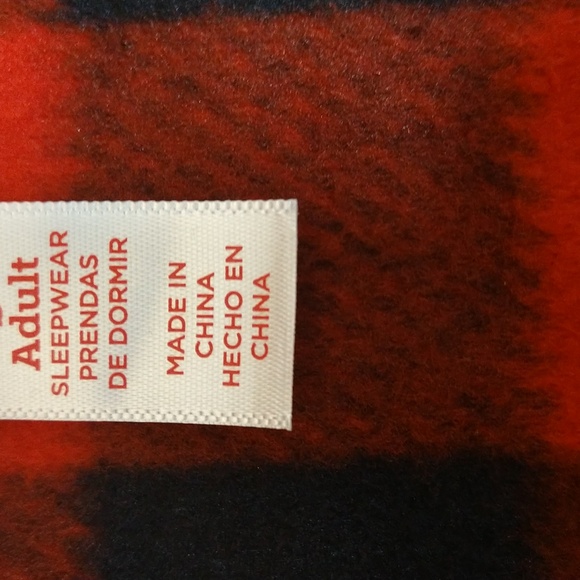 Adult
SLEEPWEAR
PRENDAS
DE DORMIR
MADE IN
CHINA
HECHO EN
CHINA